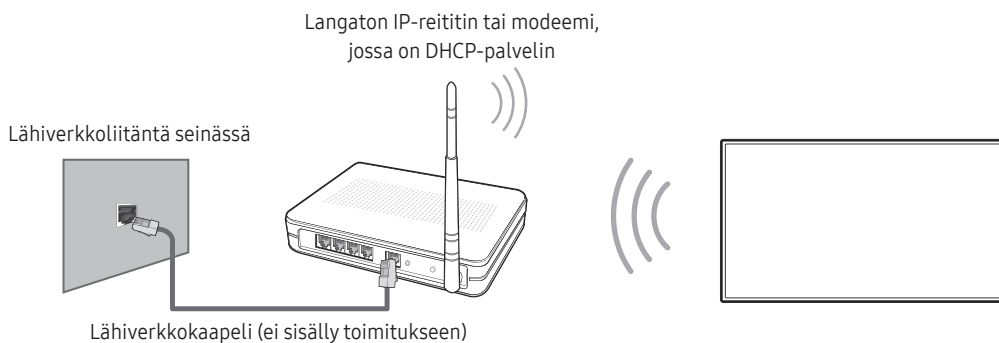 Langaton IP-reititin tai modeemi,
jossa on DHCP-palvelin
Lähiverkkoliitäntä seinässä
Lähiverkkokaapeli (ei sisälly toimitukseen)